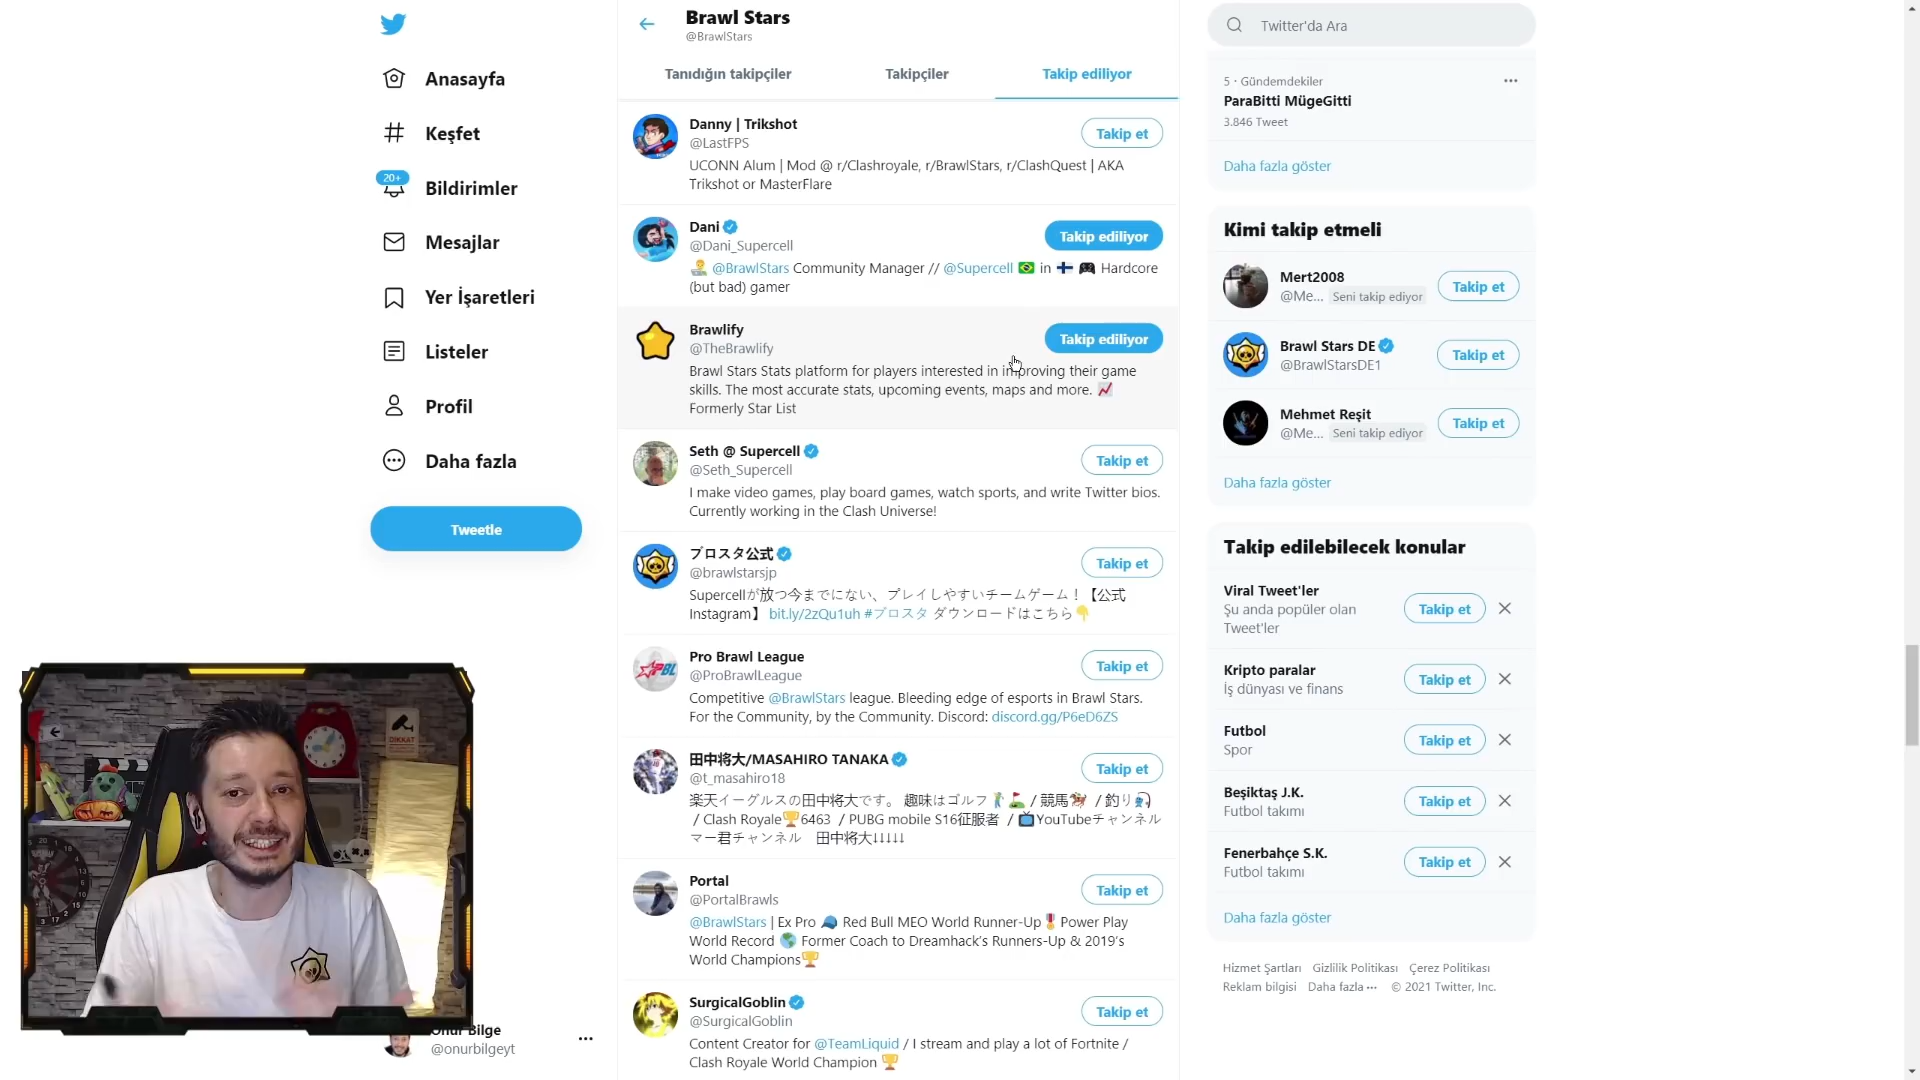 Anasayfa
Keşfet
20+
Bildirimler
Mesajlar
Yer İşaretleri
Listeler
Profil
Daha fazla
Tweetle
DİKKAT
Onur Bilge
@onurbilgeyt
Brawl Stars
@BrawlStars
Tanıdığın takipçiler
Takipçiler
Takip ediliyor
Danny | Trikshot
@LastFPS
Takip et
UCONN Alum | Mod @ r/Clashroyale, r/BrawlStars, r/ClashQuest | AKA
Trikshot or MasterFlare
Dani
@Dani_Supercell
Takip ediliyor
@BrawlStars Community Manager // @Supercell 🇧🇷 in 🇫🇮 🎮 Hardcore
(but bad) gamer
Brawlify
@TheBrawlify
Takip ediliyor
Brawl Stars Stats platform for players interested in improving their game
skills. The most accurate stats, upcoming events, maps and more. 📈
Formerly Star List
Seth @ Supercell
@Seth_Supercell
Takip et
I make video games, play board games, watch sports, and write Twitter bios.
Currently working in the Clash Universe!
ブロスタ公式
@brawlstarsjp
Takip et
Supercellが放つ今までにない、プレイしやすいチームゲーム！【公式
Instagram】 bit.ly/2zQu1uh #ブロスタ ダウンロードはこちら👇
Pro Brawl League
@ProBrawlLeague
Takip et
Competitive @BrawlStars league. Bleeding edge of esports in Brawl Stars.
For the Community, by the Community. Discord: discord.gg/P6eD6ZS
田中将大/MASAHIRO TANAKA
@t_masahiro18
Takip et
楽天イーグルスの田中将大です。 趣味はゴルフ🏌⛳ / 競馬🏇 / 釣り🎣
/ Clash Royale🏆6463 / PUBG mobile S16征服者 / 📺YouTubeチャンネル
マー君チャンネル 田中将大↓↓↓↓↓
Portal
@PortalBrawls
Takip et
@BrawlStars | Ex Pro 🧢 Red Bull MEO World Runner-Up🎖Power Play
World Record 🌎 Former Coach to Dreamhack's Runners-Up & 2019's
World Champions🏆
SurgicalGoblin
@SurgicalGoblin
Takip et
Content Creator for @TeamLiquid / I stream and play a lot of Fortnite /
Clash Royale World Champion 🏆
Twitter'da Ara
5 · Gündemdekiler
ParaBitti MügeGitti
3.846 Tweet
Daha fazla göster
Kimi takip etmeli
Mert2008
@Me... Seni takip ediyor
Takip et
Brawl Stars DE
@BrawlStarsDE1
Takip et
Mehmet Reşit
@Me... Seni takip ediyor
Takip et
Daha fazla göster
Takip edilebilecek konular
Viral Tweet'ler
Şu anda popüler olan
Tweet'ler
Takip et
Kripto paralar
İş dünyası ve finans
Takip et
Futbol
Spor
Takip et
Beşiktaş J.K.
Futbol takımı
Takip et
Fenerbahçe S.K.
Futbol takımı
Takip et
Daha fazla göster
Hizmet Şartları Gizlilik Politikası Çerez Politikası
Reklam bilgisi Daha fazla ··· © 2021 Twitter, Inc.